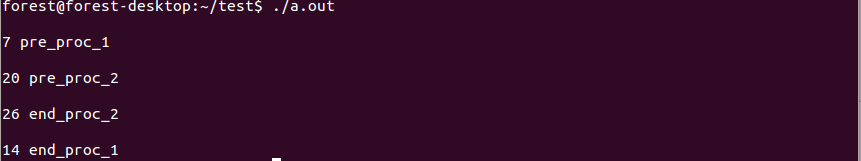 forest@forest-desktop:~/test$ ./a.out
7 pre_proc_1
20 pre_proc_2
26 end_proc_2
14 end_proc_1